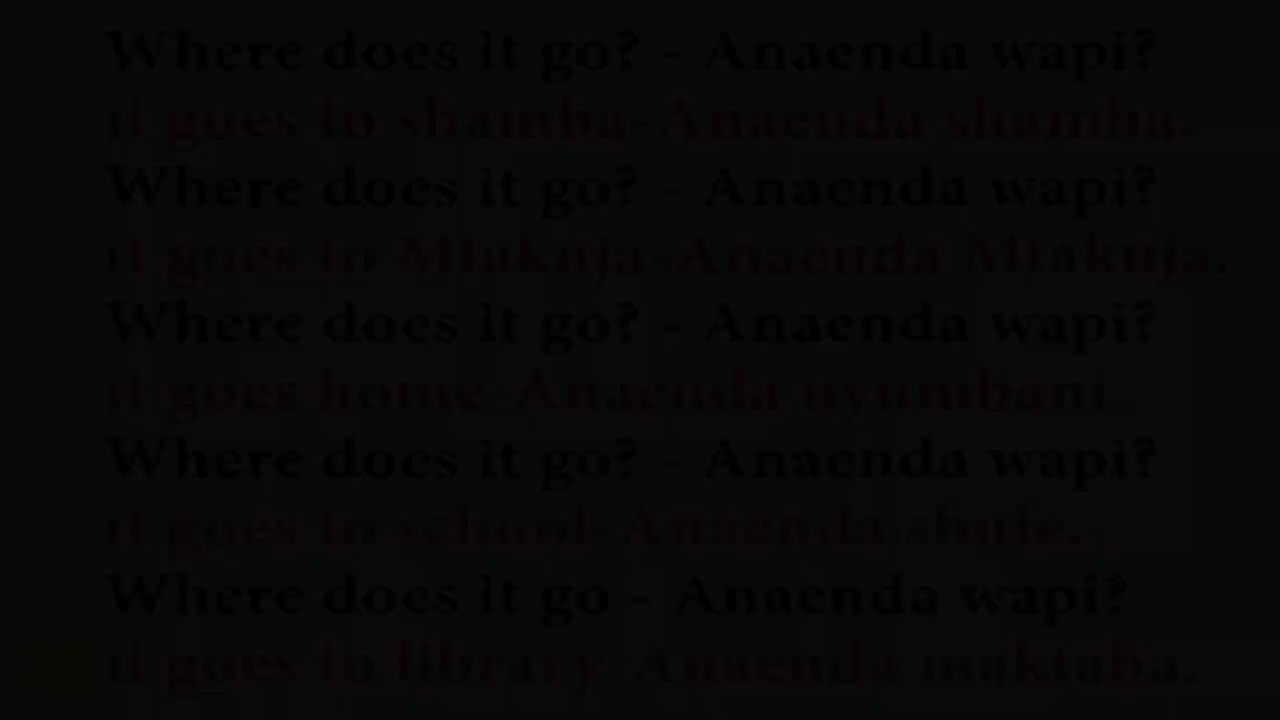 Where does it go? - Anaenda wapi?
it goes to shamba-Anaenda shamba.
Where does it go? - Anaenda wapi?
it goes to Mtakuja-Anaenda Mtakuja.
Where does it go? - Anaenda wapi?
it goes home-Anaenda nyumbani.
Where does it go? - Anaenda wapi?
it goes to school-Anaenda shule.
Where does it go - Anaenda wapi?
it goes to library-Anaenda maktaba.